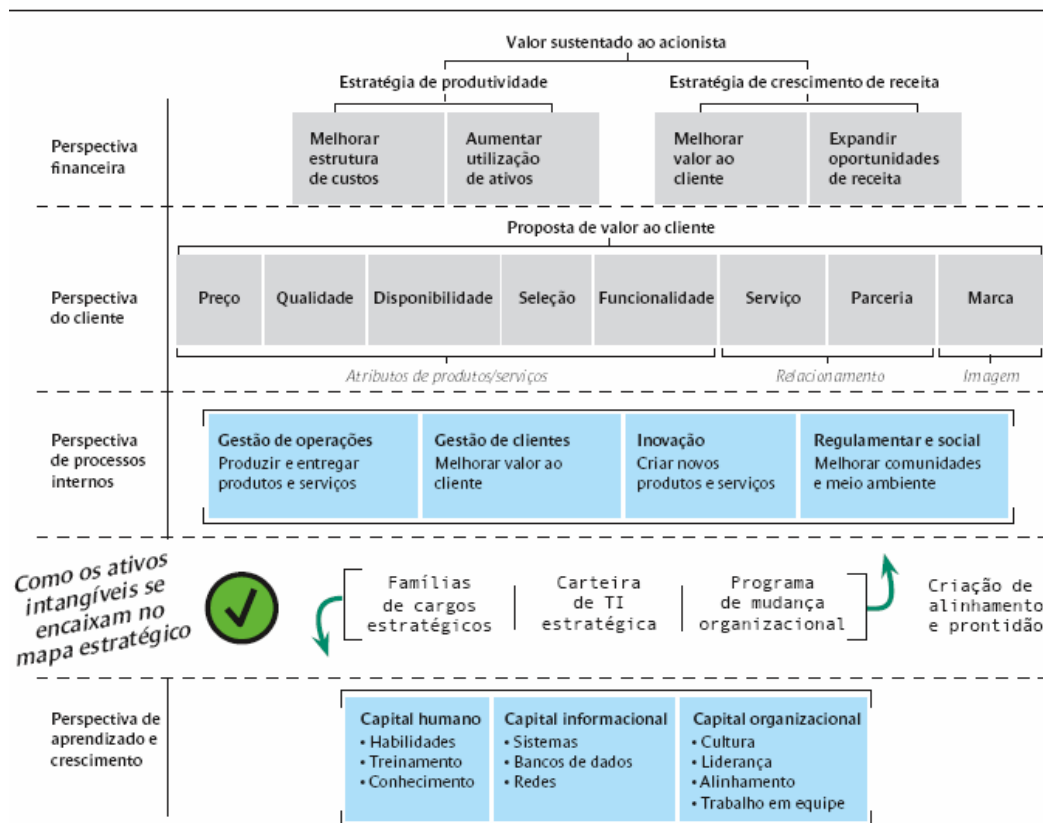 Valor sustentado ao acionista
Estratégia de produtividade
Estratégia de crescimento de receita
Perspectiva
financeira
Melhorar
estrutura
de custos
Aumentar
utilização
de ativos
Melhorar
valor ao
cliente
Expandir
oportunidades
de receita
Proposta de valor ao cliente
Perspectiva
do cliente
Preço
Qualidade
Disponibilidade
Seleção
Funcionalidade
Serviço
Parceria
Marca
Atributos de produtos/serviços
Relacionamento
Imagem
Perspectiva
de processos
internos
Gestão de operações
Produzir e entregar
produtos e serviços
Gestão de clientes
Melhorar valor ao
cliente
Inovação
Criar novos
produtos e serviços
Regulamentar e social
Melhorar comunidades
e meio ambiente
Como os ativos
intangíveis se
encaixam no
mapa estratégico
Famílias
de cargos
estratégicos
Carteira
de TI
estratégica
Programa
de mudança
organizacional
Criação de
alinhamento
e prontidão
Perspectiva de
aprendizado e
crescimento
Capital humano
• Habilidades
• Treinamento
• Conhecimento
Capital informacional
• Sistemas
• Bancos de dados
• Redes
Capital organizacional
• Cultura
• Liderança
• Alinhamento
• Trabalho em equipe